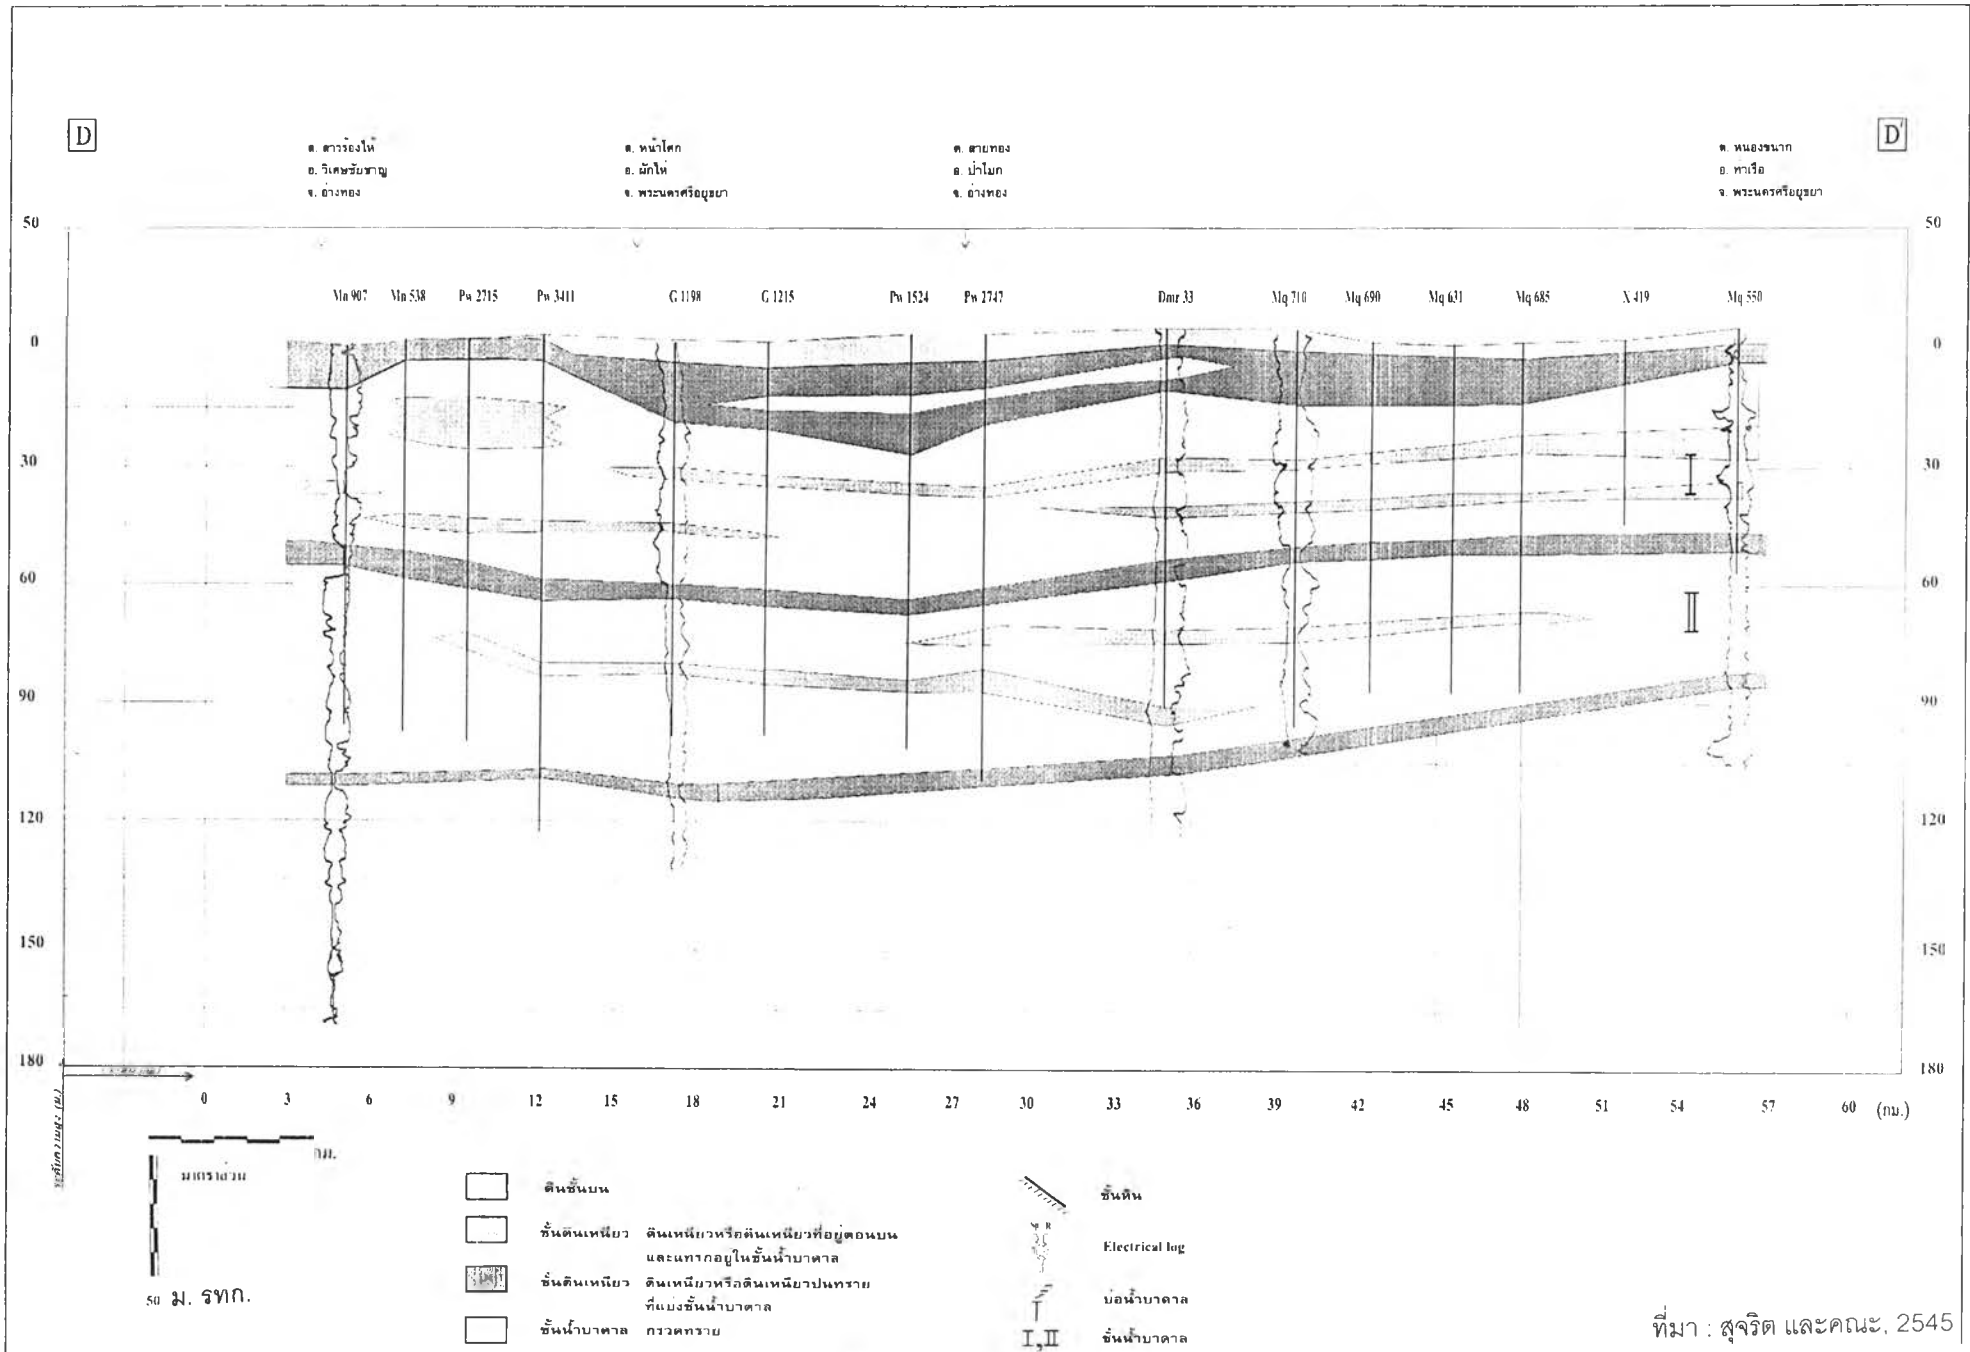 D
D'
ต. สาวร้องไห้
อ. วิเศษชัยชาญ
จ. อ่างทอง
ต. หน้าโคก
อ. ผักไห่
จ. พระนครศรีอยุธยา
ต. สายทอง
อ. ป่าโมก
จ. อ่างทอง
ต. หนองขนาก
อ. ท่าเรือ
จ. พระนครศรีอยุธยา
50
50
Mn 907
Mn 538
Pw 2715
Pw 3411
G 1198
G 1215
Pw 1524
Pw 2747
Dmr 33
Mq 710
Mq 690
Mq 631
Mq 685
X 419
Mq 550
0
0
30
30
I
60
60
II
90
90
120
120
150
150
180
180
0 3 6 9 12 15 18 21 24 27 30 33 36 39 42 45 48 51 54 57 60 (กม.)
ระดับความสูง (ม.)
กม.
มาตราส่วน
50 ม. รทก.
ดินชั้นบน
ชั้นดินเหนียว ดินเหนียวหรือดินเหนียวที่อยู่ตอนบน
และแทรกอยู่ในชั้นน้ำบาดาล
ชั้นดินเหนียว ดินเหนียวหรือดินเหนียวปนทราย
ที่แบ่งชั้นน้ำบาดาล
ชั้นน้ำบาดาล กรวดทราย
ชั้นหิน
Electrical log
บ่อน้ำบาดาล
I,II ชั้นน้ำบาดาล
ที่มา : สุจริต และคณะ, 2545